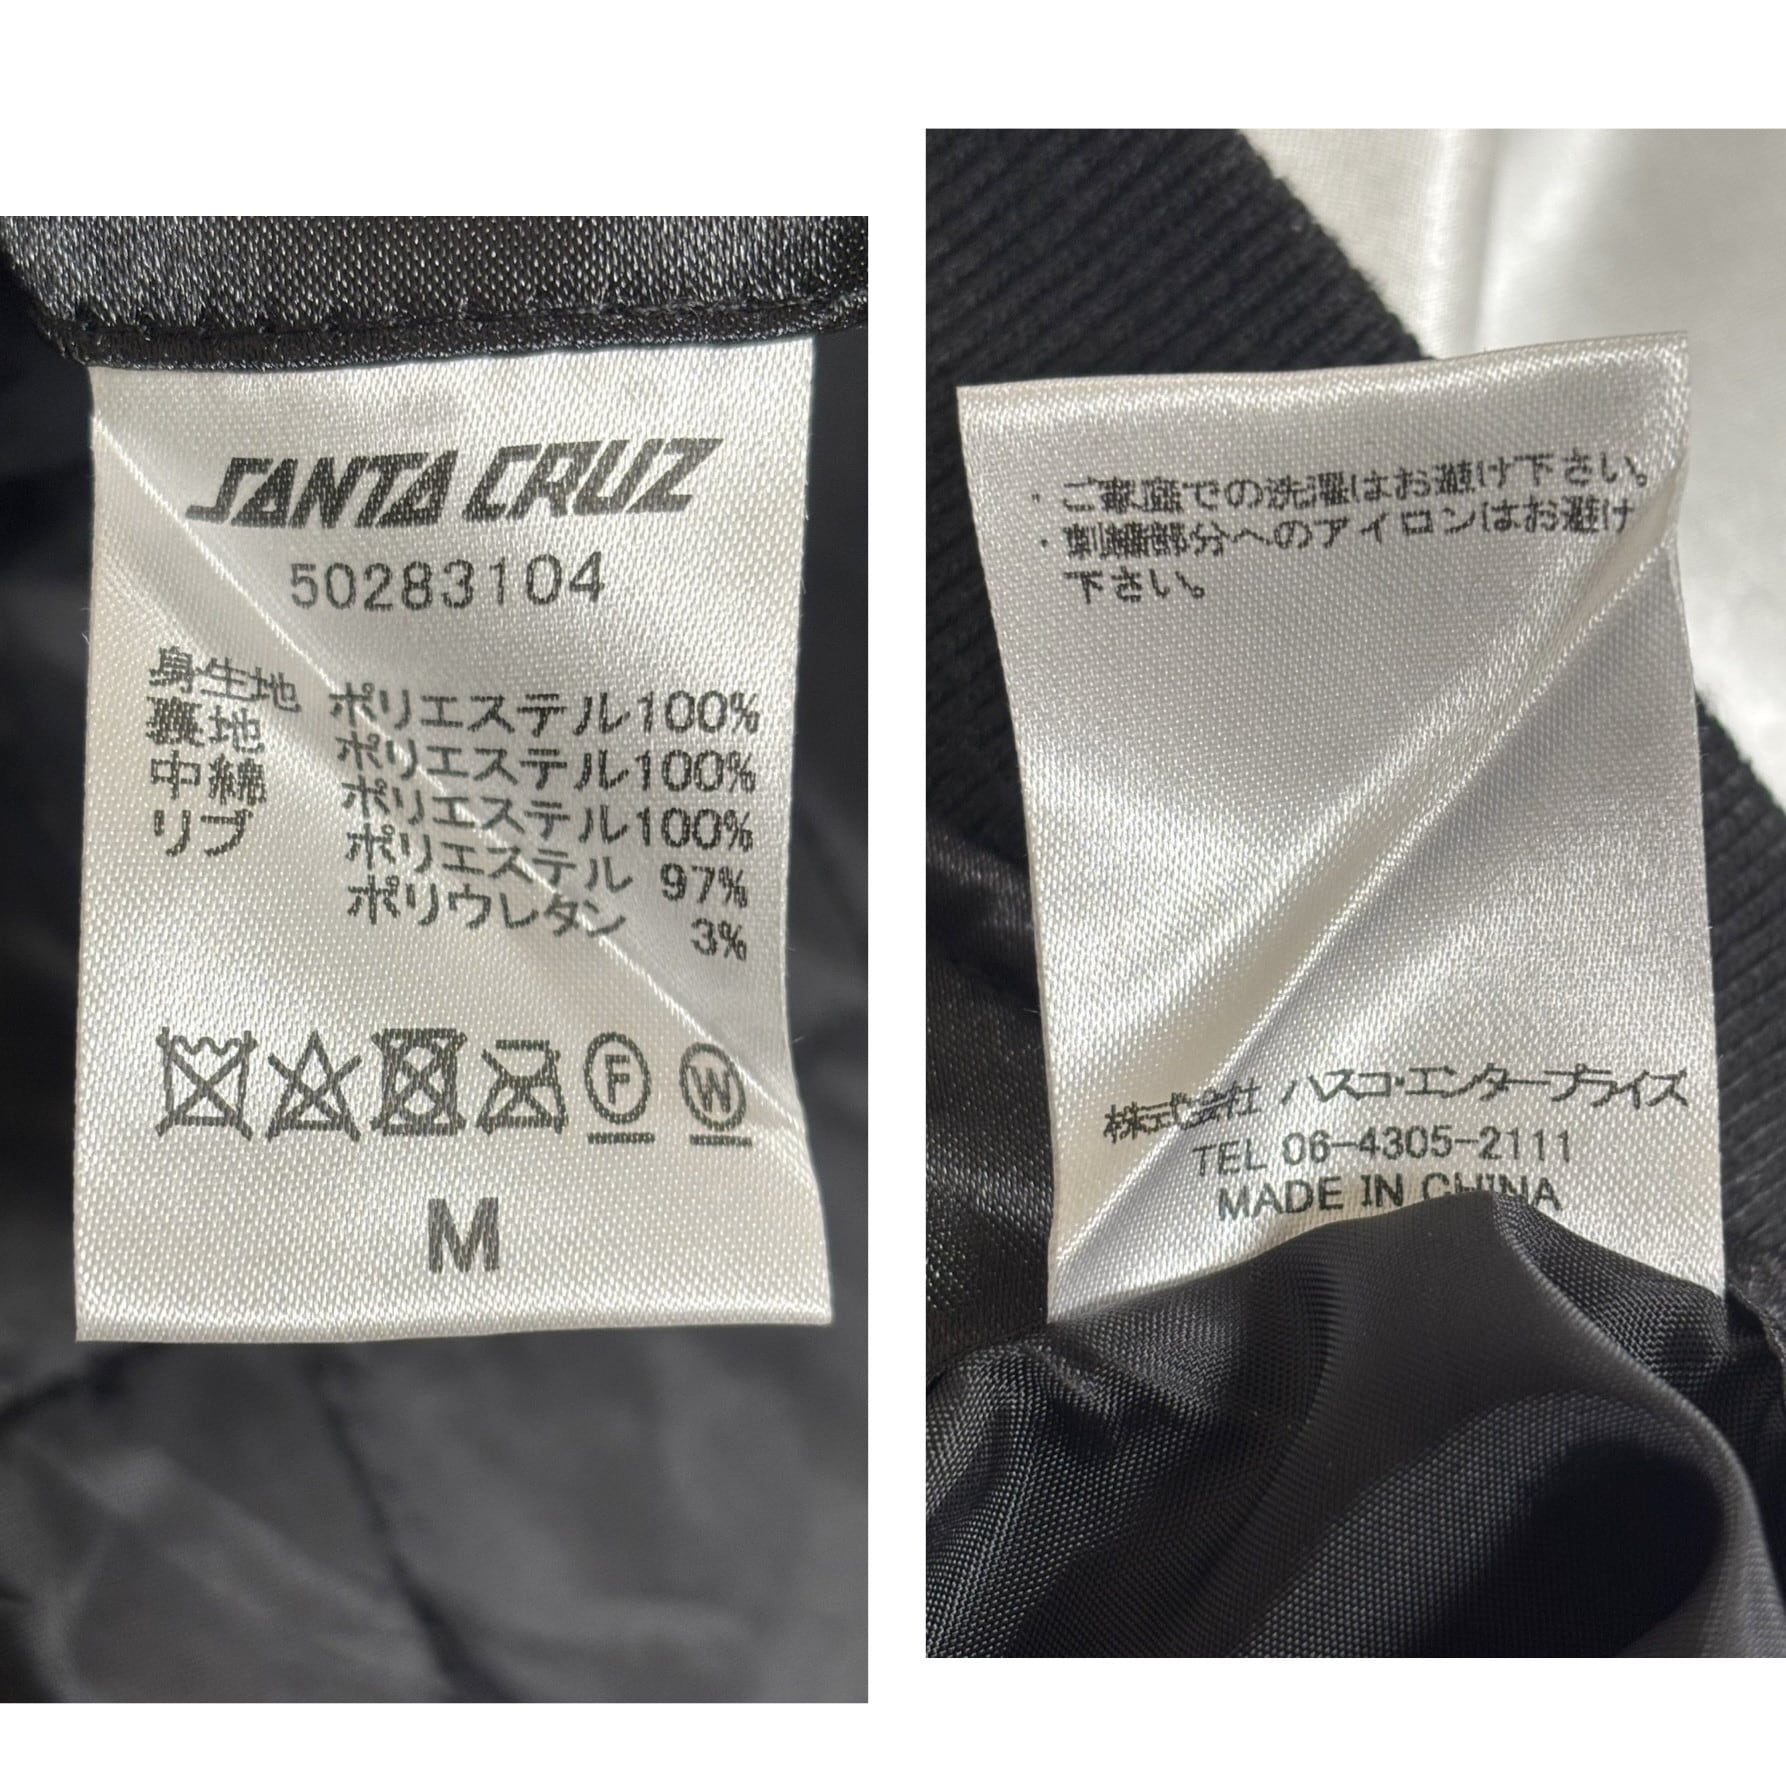 SANTA CRUZ
50283104
身生地 ポリエステル100%
裏地 ポリエステル100%
中綿 ポリエステル100%
リブ ポリエステル 97%
ポリウレタン 3%
F W
M
・ご家庭での洗濯はお避け下さい。
・刺繍部分へのアイロンはお避け
下さい。
株式会社 ハスコ・エンタープライズ
TEL 06-4305-2111
MADE IN CHINA